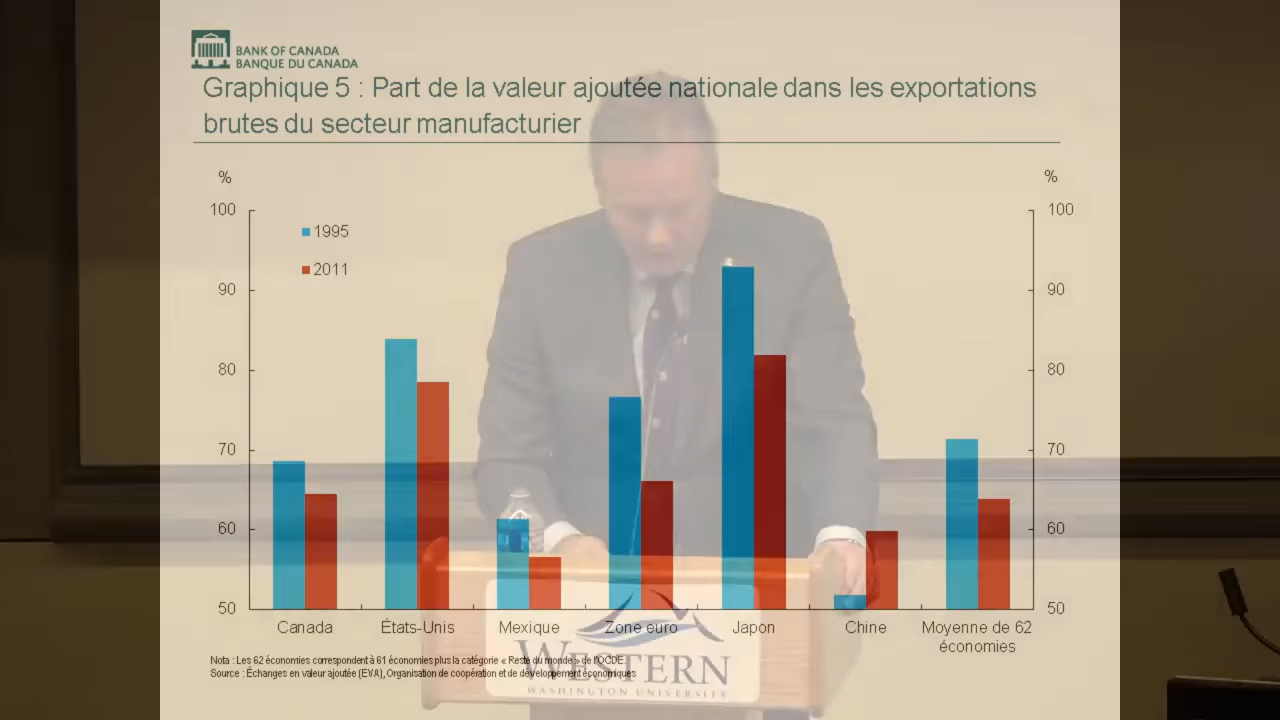 BANK OF CANADA
BANQUE DU CANADA
Graphique 5 : Part de la valeur ajoutée nationale dans les exportations
brutes du secteur manufacturier
% %
100 100
1995
2011
90 90
80 80
70 70
60 60
50 50
Canada États-Unis Mexique Zone euro Japon Chine Moyenne de 62
économies
Nota : Les 62 économies correspondent à 61 économies plus la catégorie « Reste du monde » de l'OCDE.
Source : Échanges en valeur ajoutée (EVA), Organisation de coopération et de développement économiques
WESTERN
WASHINGTON UNIVERSITY